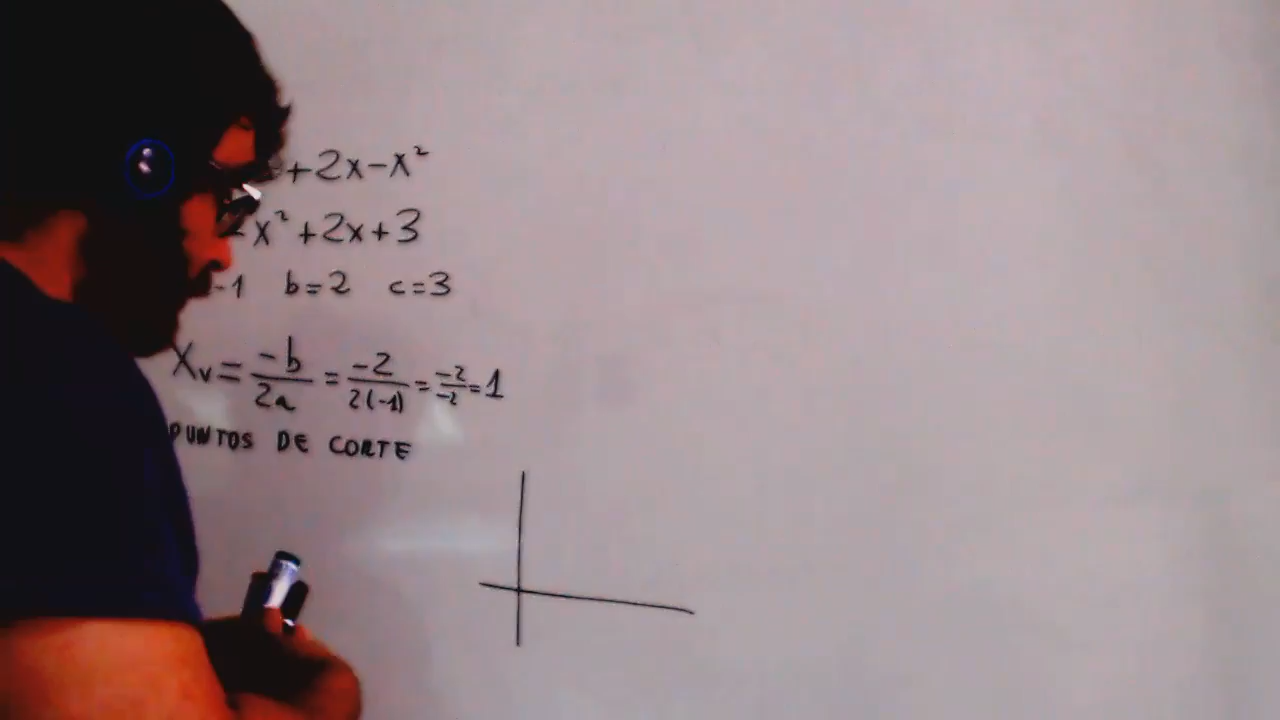 +2x-x²
x²+2x+3
-1 b=2 c=3
Xv = -b/2a = -2/2(-1) = -2/-2 = 1
PUNTOS DE CORTE